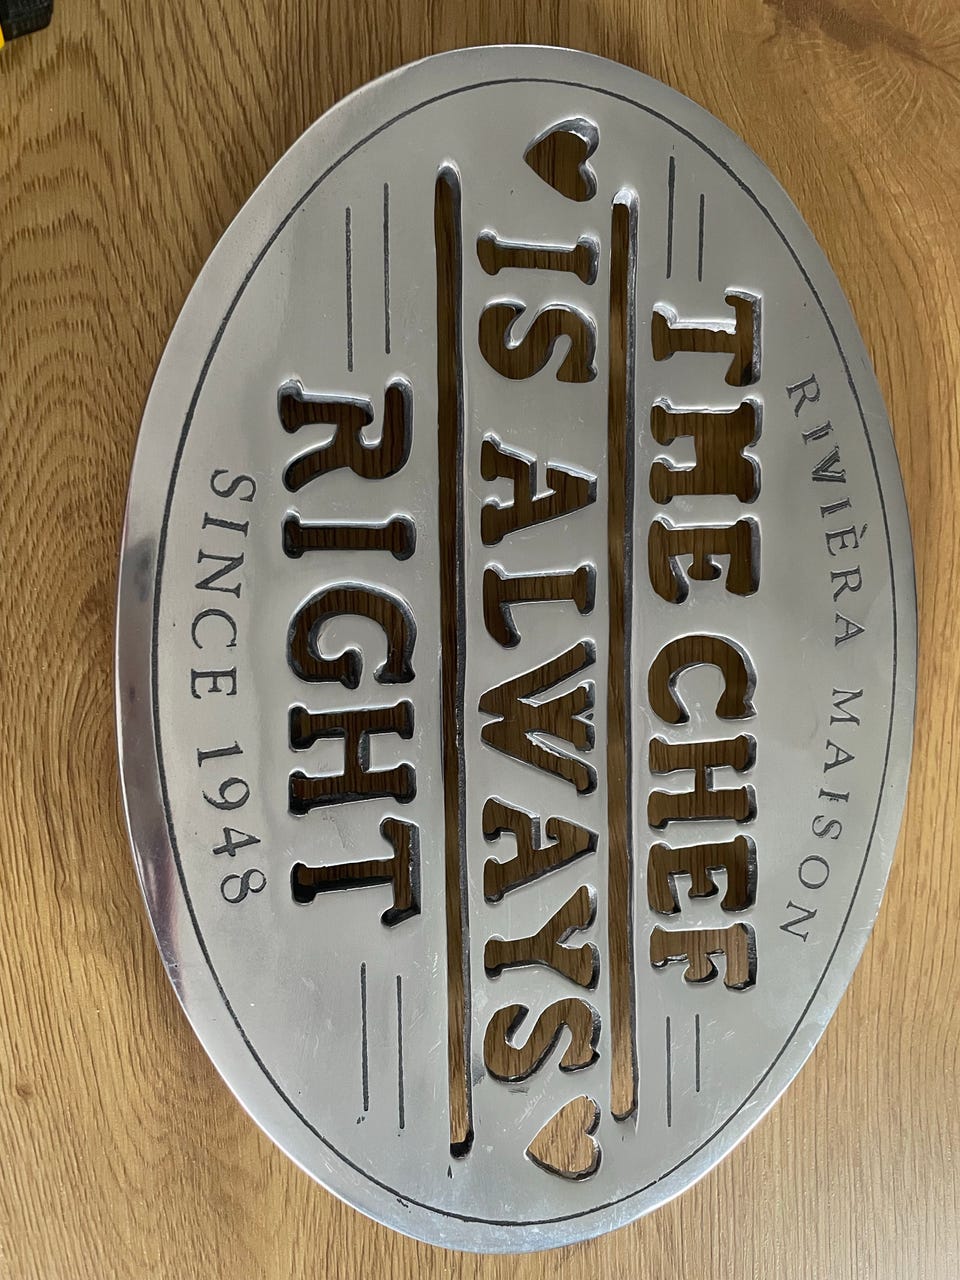 RIVIÈRA MAISON
THE CHEF
♥ IS ALWAYS ♥
RIGHT
SINCE 1948